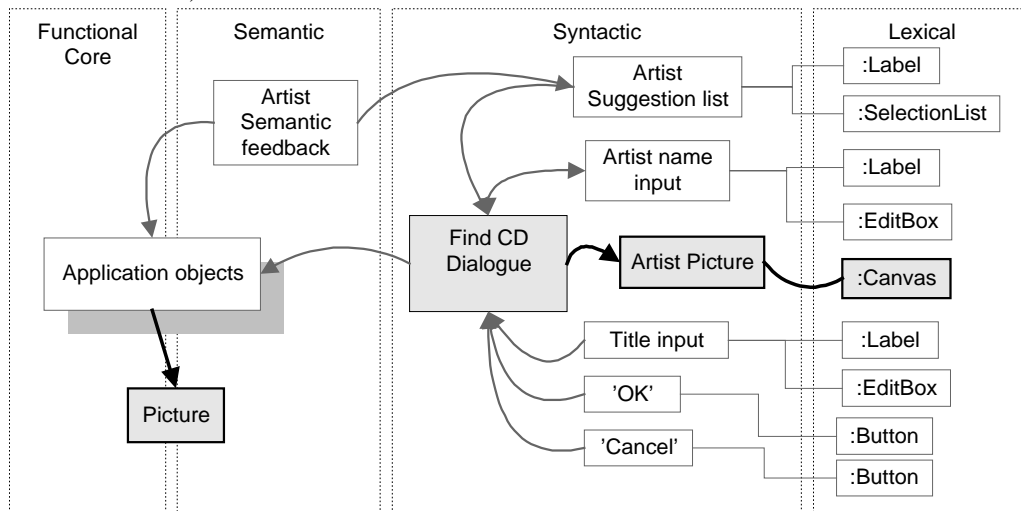 Functional
Core
Semantic
Syntactic
Lexical
Artist
Semantic
feedback
Artist
Suggestion list
:Label
:SelectionList
Artist name
input
:Label
:EditBox
Application objects
Find CD
Dialogue
Artist Picture
:Canvas
Picture
Title input
:Label
:EditBox
’OK’
:Button
’Cancel’
:Button